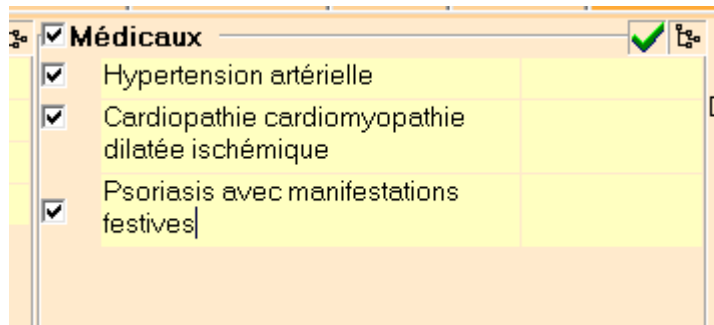 Médicaux
Hypertension artérielle
Cardiopathie cardiomyopathie
dilatée ischémique
Psoriasis avec manifestations
festives